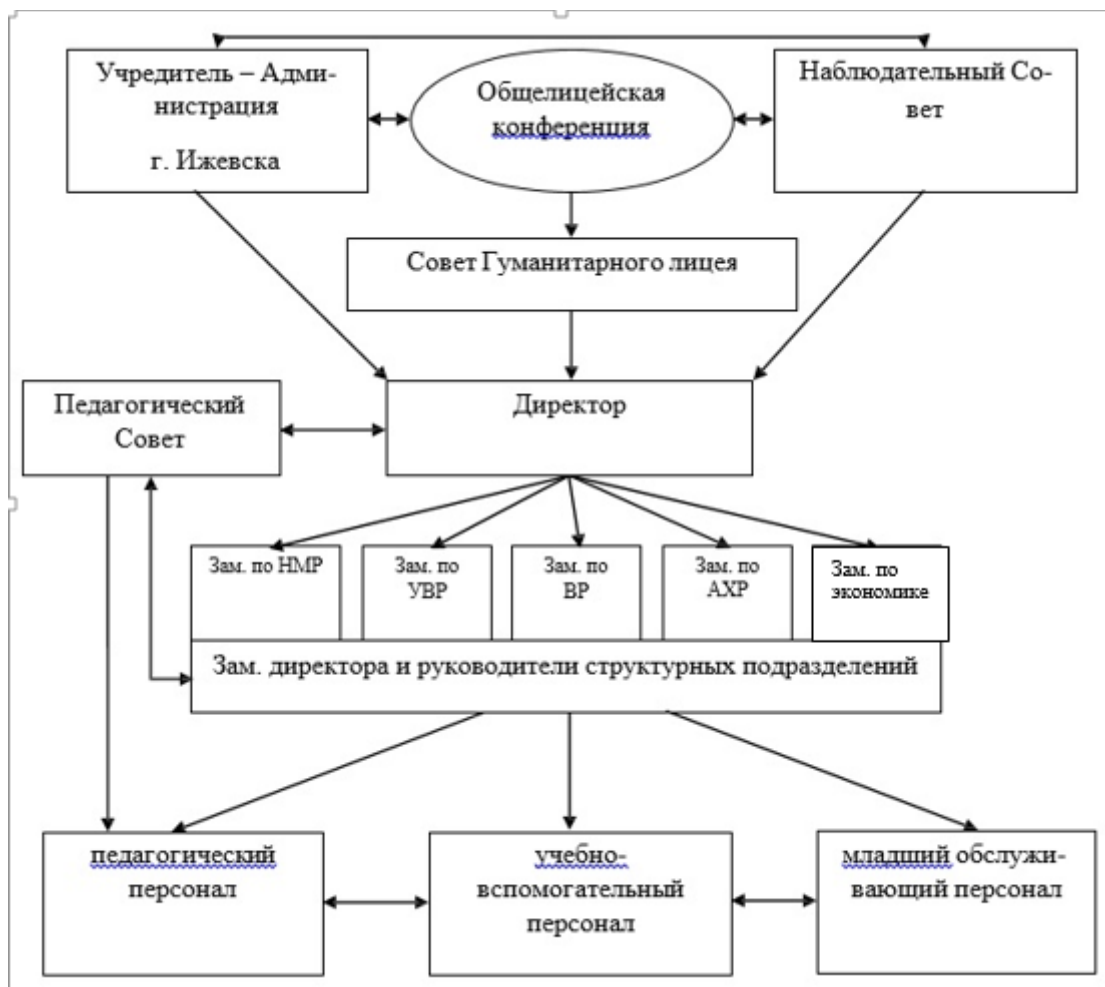 Учредитель – Адми-
нистрация
г. Ижевска
Общелицейская
конференция
Наблюдательный Со-
вет
Совет Гуманитарного лицея
Педагогический
Совет
Директор
Зам. по НМР
Зам. по
УВР
Зам. по
ВР
Зам. по
АХР
Зам. по
экономике
Зам. директора и руководители структурных подразделений
педагогический
персонал
учебно-
вспомогательный
персонал
младший обслужи-
вающий персонал